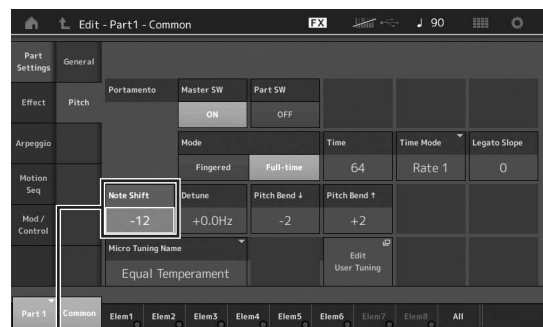 Edit - Part1 - Common FX 90
Part Settings General
Effect Pitch Portamento Master SW ON Part SW OFF
Arpeggio Mode Fingered Full-time Time 64 Time Mode Rate 1 Legato Slope 0
Motion Seq Note Shift -12 Detune +0.0Hz Pitch Bend ↓ -2 Pitch Bend ↑ +2
Mod / Control Micro Tuning Name Equal Temperament Edit User Tuning
Part 1 Common Elem1 Elem2 Elem3 Elem4 Elem5 Elem6 Elem7 Elem8 All